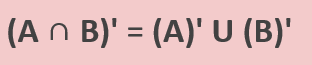 (A ∩ B)' = (A)' U (B)'